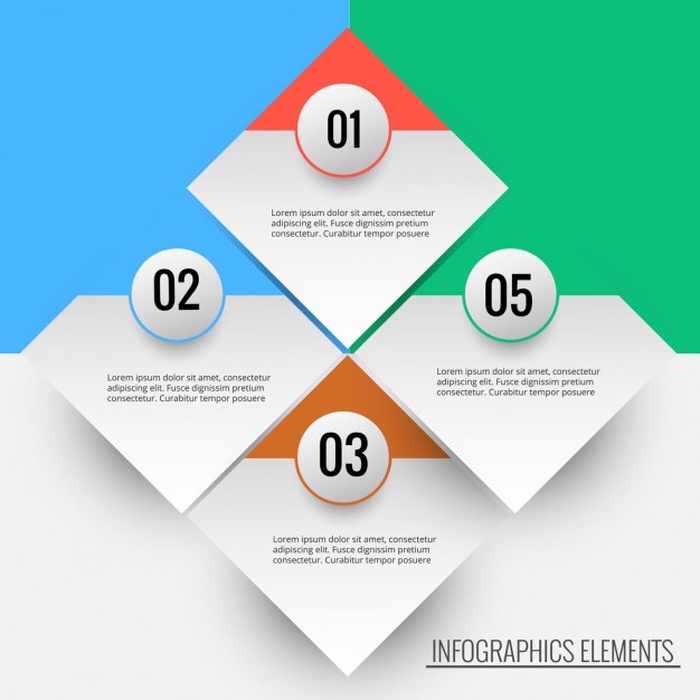 01
Lorem ipsum dolor sit amet, consectetur
adipiscing elit. Fusce dignissim pretium
consectetur. Curabitur tempor posuere
02
Lorem ipsum dolor sit amet, consectetur
adipiscing elit. Fusce dignissim pretium
consectetur. Curabitur tempor posuere
05
Lorem ipsum dolor sit amet, consectetur
adipiscing elit. Fusce dignissim pretium
consectetur. Curabitur tempor posuere
03
Lorem ipsum dolor sit amet, consectetur
adipiscing elit. Fusce dignissim pretium
consectetur. Curabitur tempor posuere
INFOGRAPHICS ELEMENTS